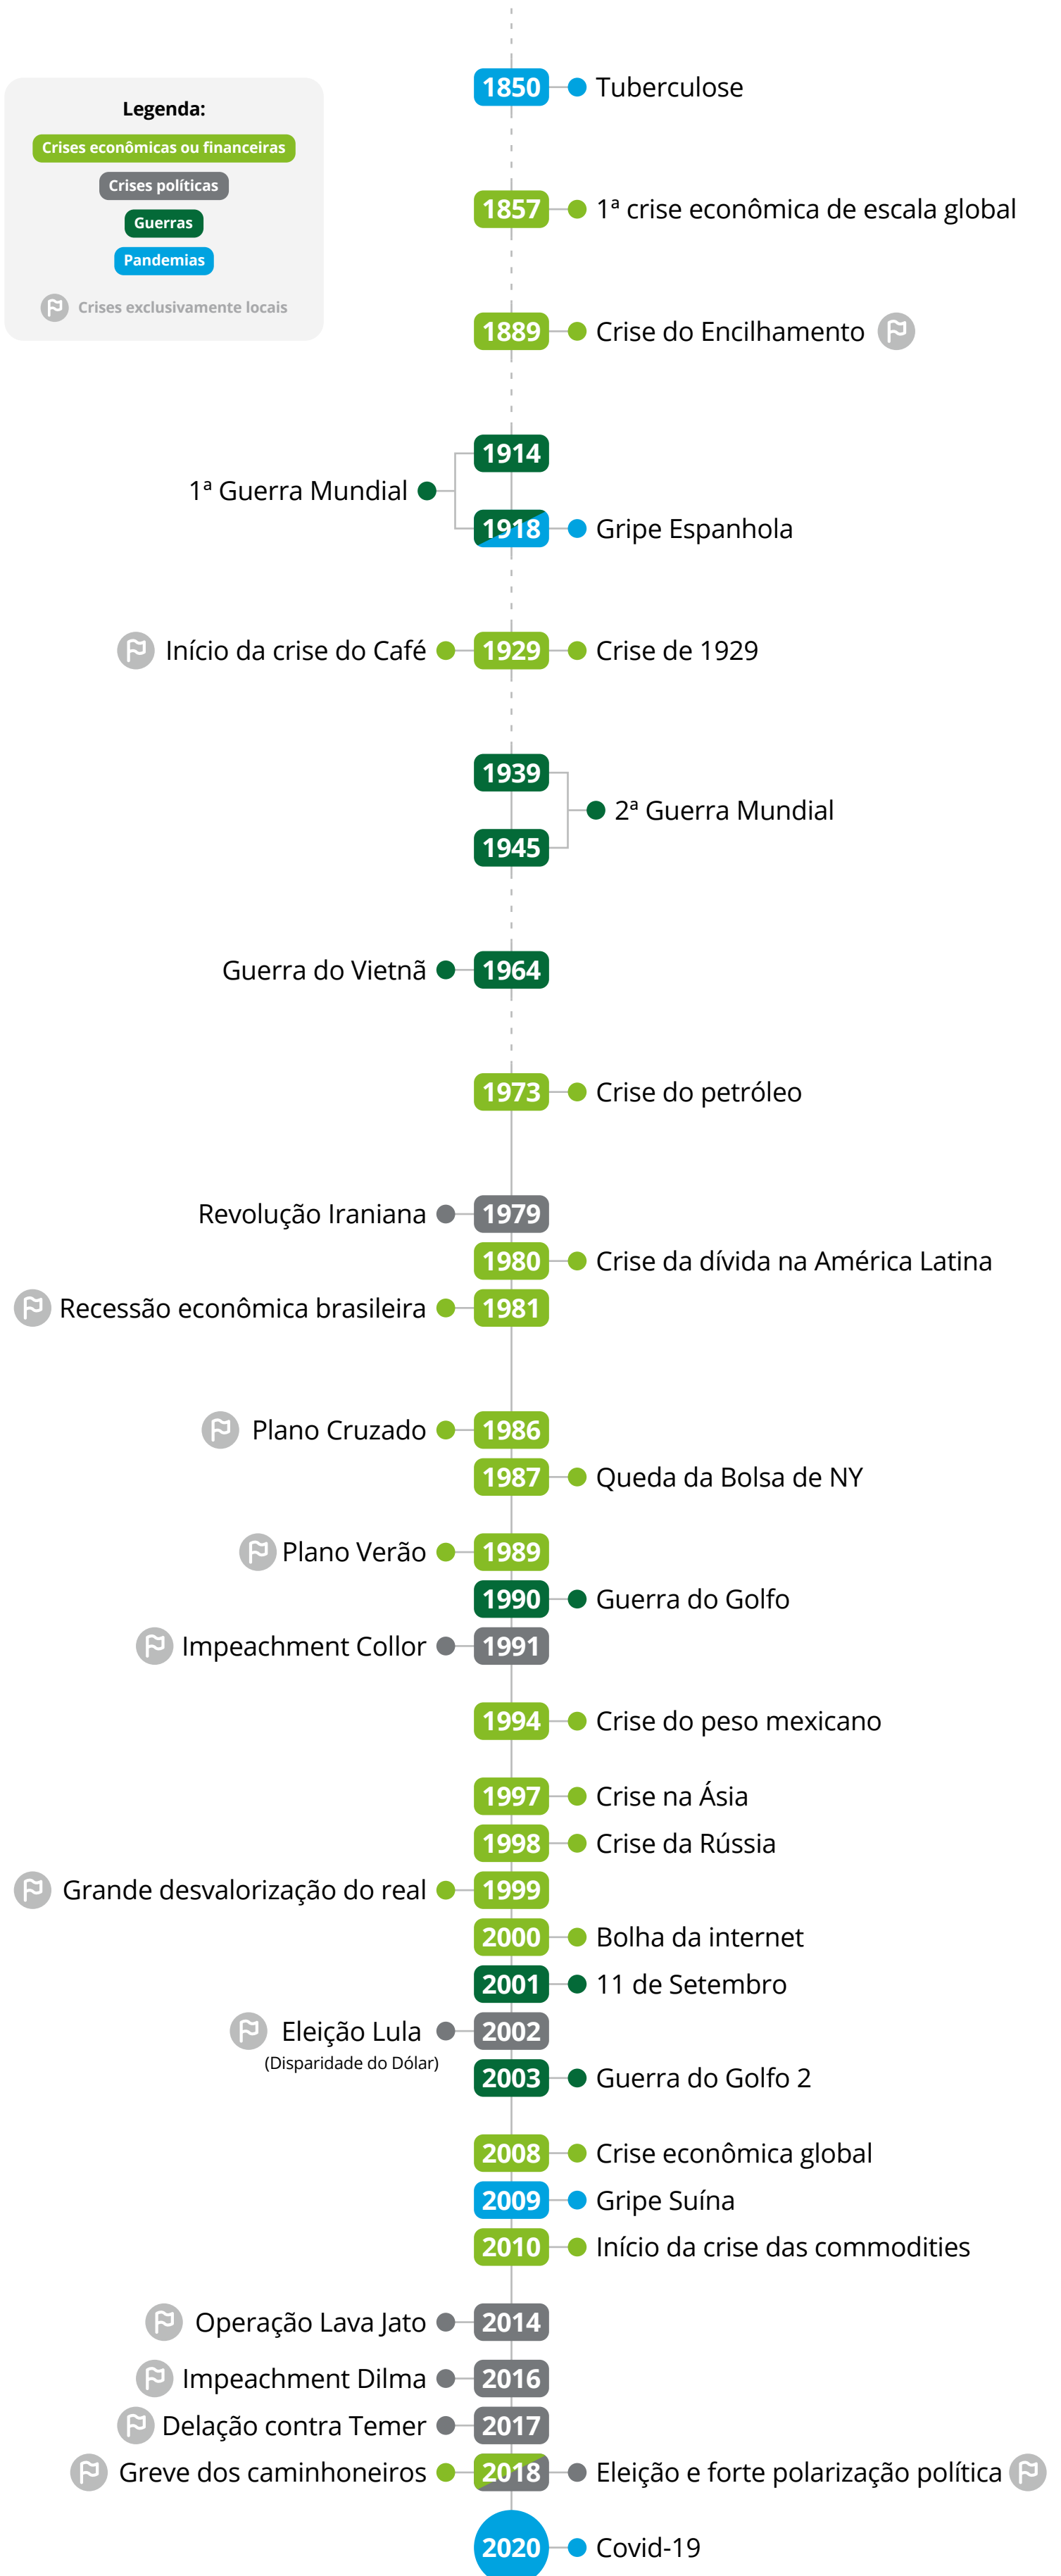 Legenda:
Crises econômicas ou financeiras
Crises políticas
Guerras
Pandemias
Crises exclusivamente locais
1850 Tuberculose
1857 1ª crise econômica de escala global
1889 Crise do Encilhamento
1914
1ª Guerra Mundial
1918 Gripe Espanhola
Início da crise do Café 1929 Crise de 1929
1939
2ª Guerra Mundial
1945
Guerra do Vietnã 1964
1973 Crise do petróleo
Revolução Iraniana 1979
1980 Crise da dívida na América Latina
Recessão econômica brasileira 1981
Plano Cruzado 1986
1987 Queda da Bolsa de NY
Plano Verão 1989
1990 Guerra do Golfo
Impeachment Collor 1991
1994 Crise do peso mexicano
1997 Crise na Ásia
1998 Crise da Rússia
Grande desvalorização do real 1999
2000 Bolha da internet
2001 11 de Setembro
Eleição Lula 2002
(Disparidade do Dólar)
2003 Guerra do Golfo 2
2008 Crise econômica global
2009 Gripe Suína
2010 Início da crise das commodities
Operação Lava Jato 2014
Impeachment Dilma 2016
Delação contra Temer 2017
Greve dos caminhoneiros 2018 Eleição e forte polarização política
2020 Covid-19